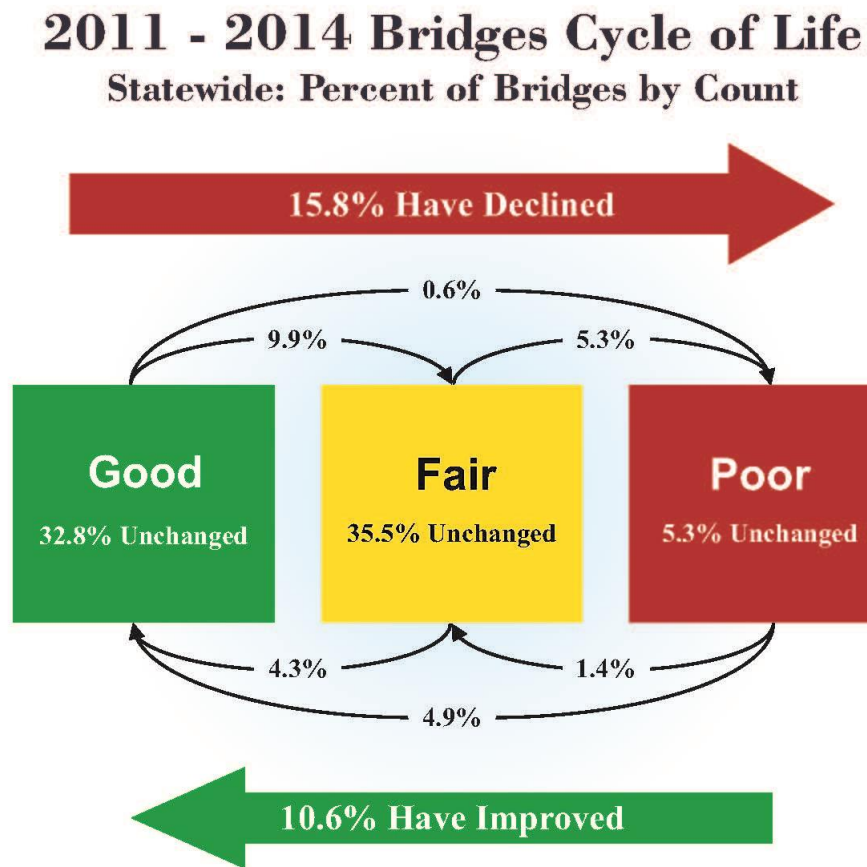 2011 - 2014 Bridges Cycle of Life
Statewide: Percent of Bridges by Count
15.8% Have Declined
0.6%
9.9%
5.3%
Good
Fair
Poor
32.8% Unchanged
35.5% Unchanged
5.3% Unchanged
4.3%
1.4%
4.9%
10.6% Have Improved